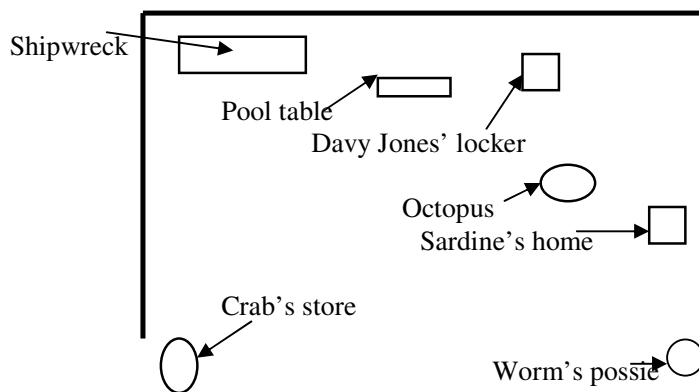 Shipwreck
Pool table
Davy Jones’ locker
Octopus
Sardine’s home
Crab’s store
Worm’s possie